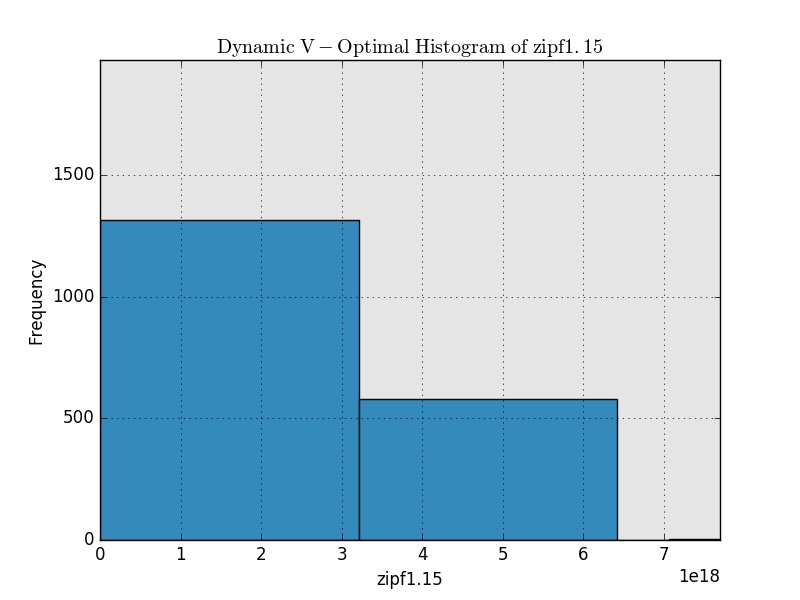 Dynamic V − Optimal Histogram of zipf1.15
1500
1000
500
0
Frequency
0 1 2 3 4 5 6 7
1e18
zipf1.15